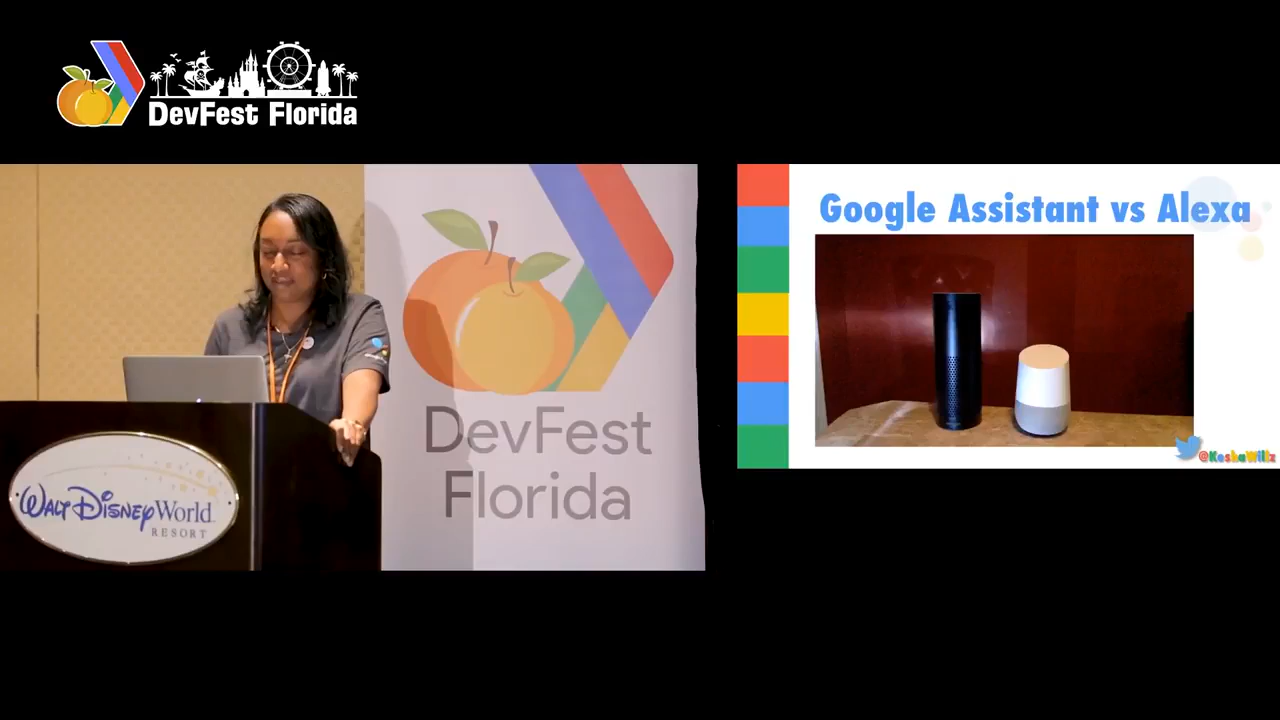 DevFest Florida
Google Assistant vs Alexa
DevFest
Florida
WALT DISNEY World
RESORT
@KeshaWillz